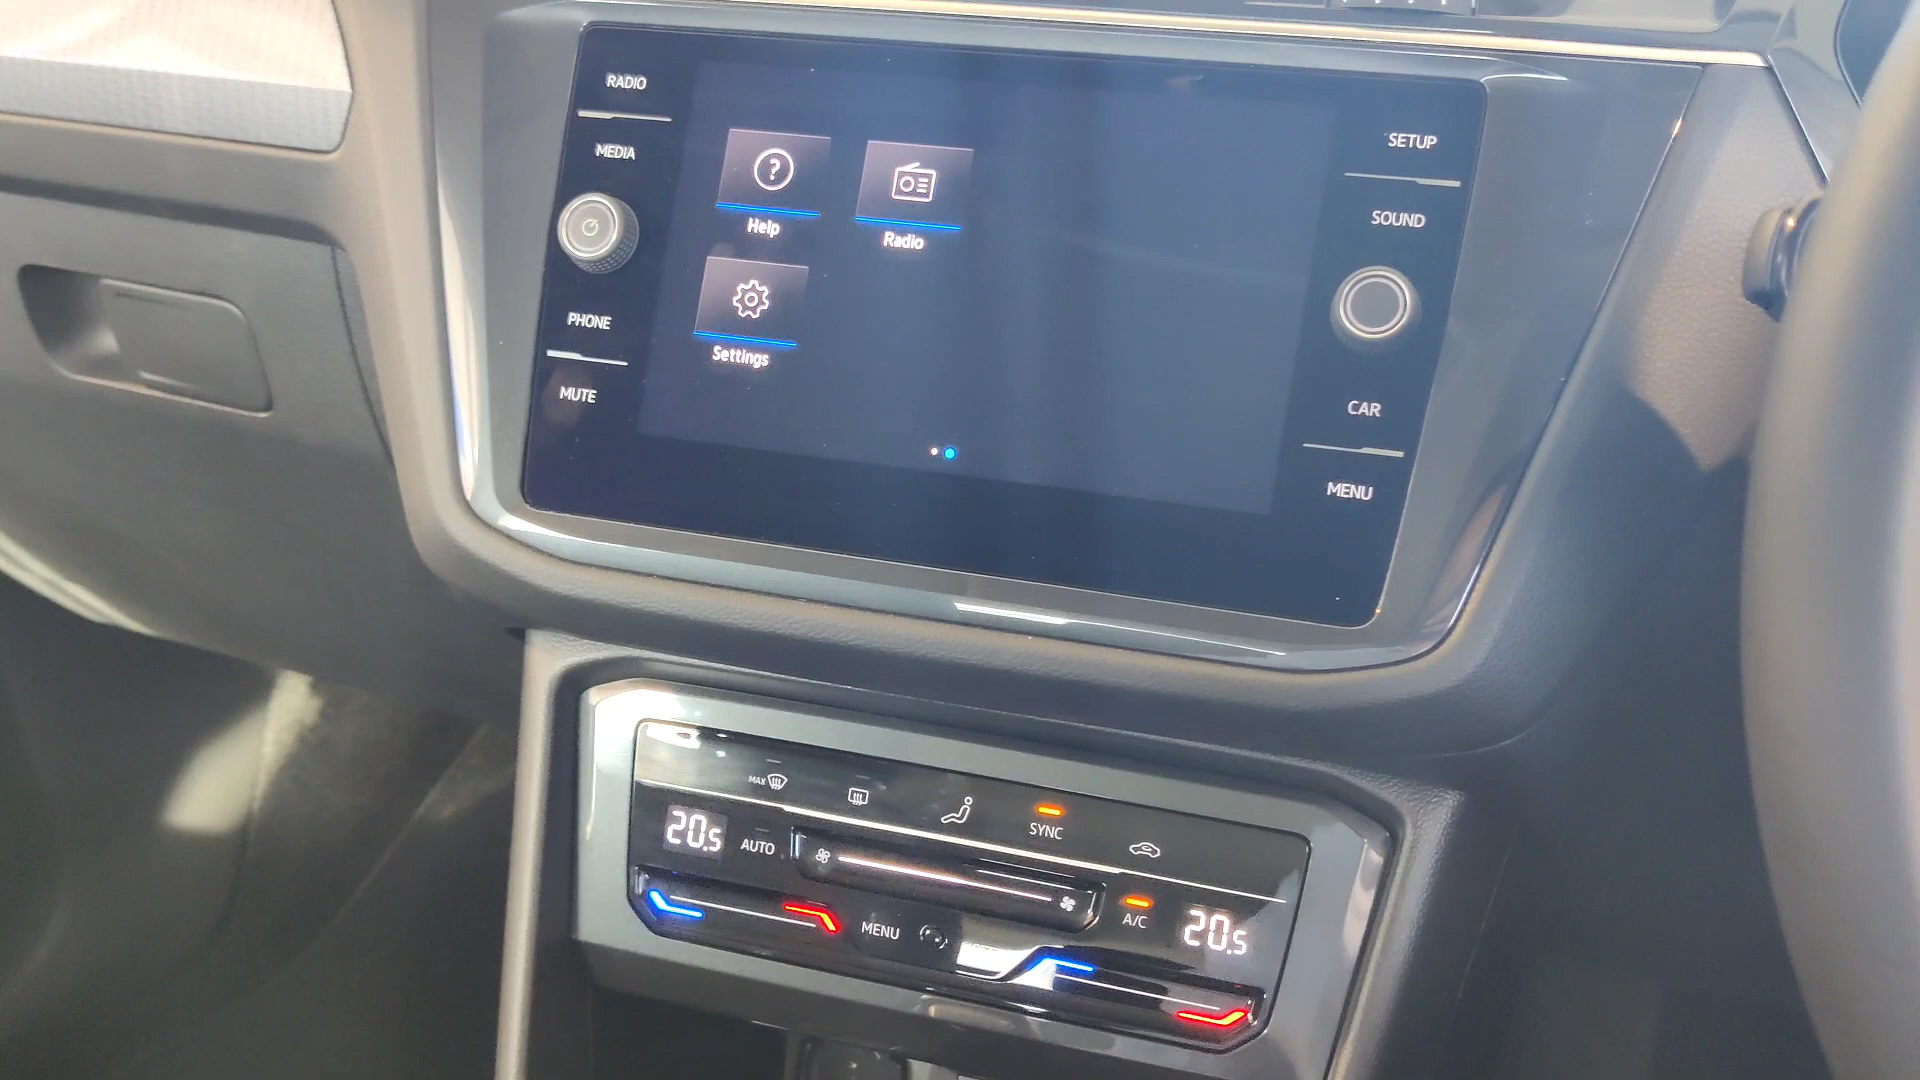 RADIO
MEDIA
PHONE
MUTE
Help
Radio
Settings
SETUP
SOUND
CAR
MENU
MAX
SYNC
20.5
AUTO
A/C
20.5
MENU